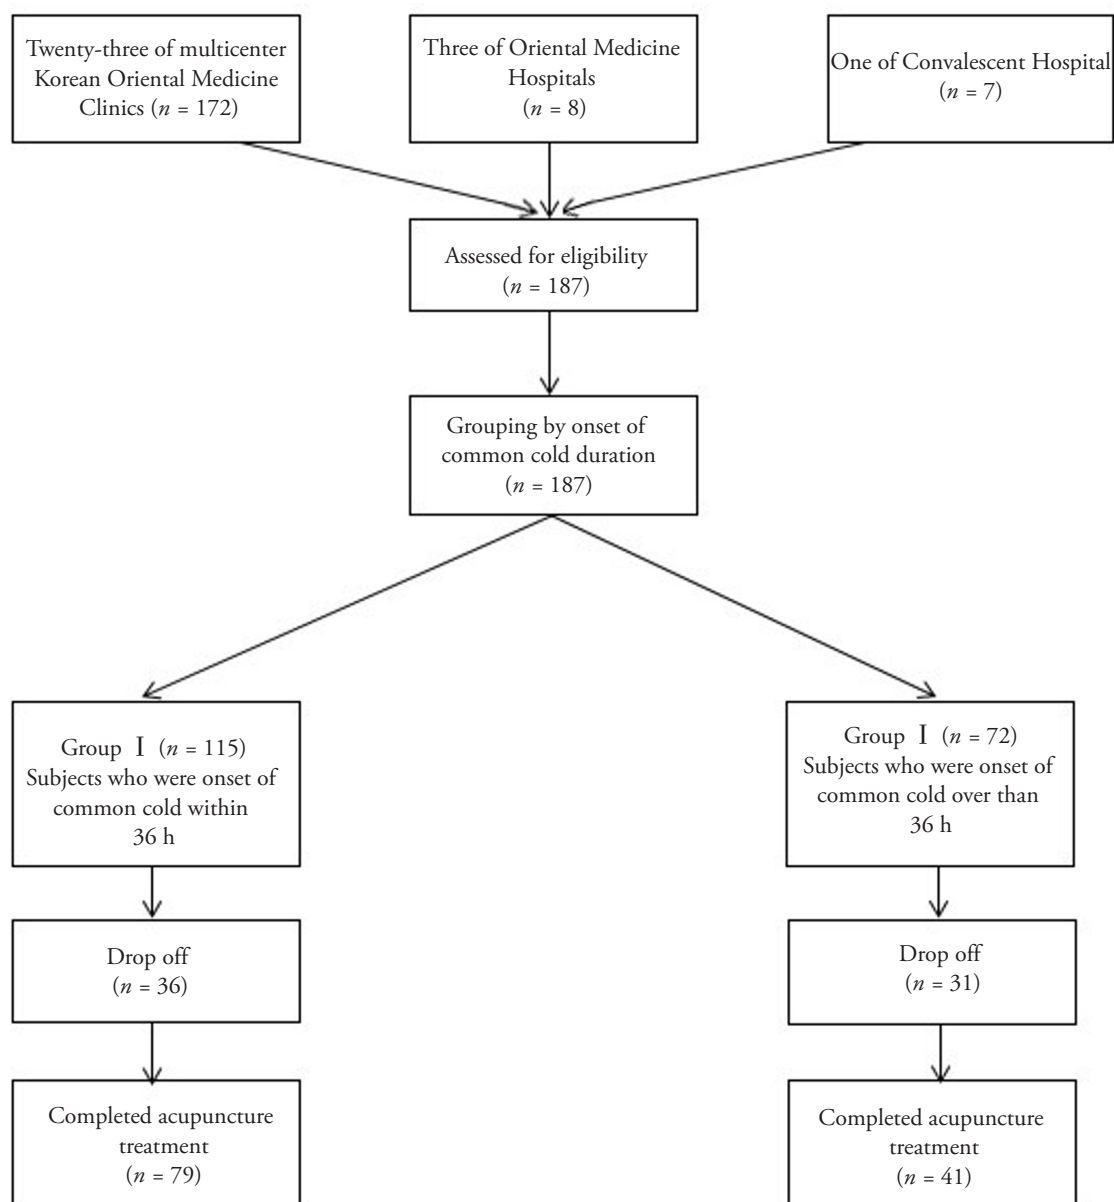 Twenty-three of multicenter
Korean Oriental Medicine
Clinics (n = 172)
Three of Oriental Medicine
Hospitals
(n = 8)
One of Convalescent Hospital
(n = 7)
Assessed for eligibility
(n = 187)
Grouping by onset of
common cold duration
(n = 187)
Group I (n = 115)
Subjects who were onset of
common cold within
36 h
Group I (n = 72)
Subjects who were onset of
common cold over than
36 h
Drop off
(n = 36)
Drop off
(n = 31)
Completed acupuncture
treatment
(n = 79)
Completed acupuncture
treatment
(n = 41)